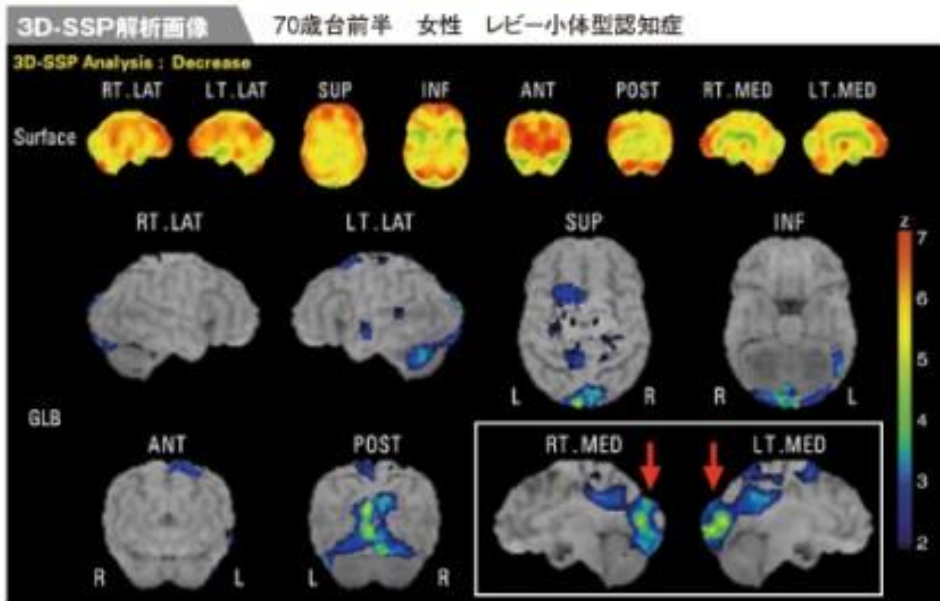 3D-SSP解析画像 70歳台前半 女性 レビー小体型認知症
3D-SSP Analysis : Decrease
RT.LAT LT.LAT SUP INF ANT POST RT.MED LT.MED
Surface
RT.LAT LT.LAT SUP INF
z
7
6
5
4
3
2
L R R L
GLB
ANT POST RT.MED LT.MED
R L L R